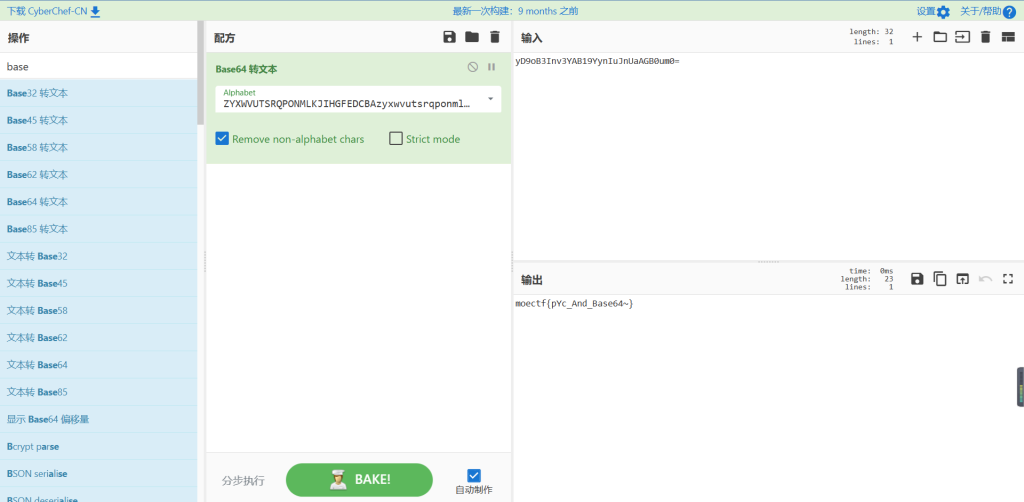 下载 CyberChef-CN
最新一次构建：9 months 之前
设置
关于/帮助
操作
base
Base32 转文本
Base45 转文本
Base58 转文本
Base62 转文本
Base64 转文本
Base85 转文本
文本转 Base32
文本转 Base45
文本转 Base58
文本转 Base62
文本转 Base64
文本转 Base85
显示 Base64 偏移量
Bcrypt parse
BSON serialise
BSON deserialise
配方
Base64 转文本
Alphabet
ZYXWVUTSRQPONMLKJIHGFEDCBAzyxwvutsrqponml…
Remove non-alphabet chars
Strict mode
分步执行
BAKE!
自动制作
输入
length: 32
lines: 1
yD9oB3Inv3YAB19YynIuJnUaAGB0um0=
输出
time: 0ms
length: 23
lines: 1
moectf{pYc_And_Base64~}